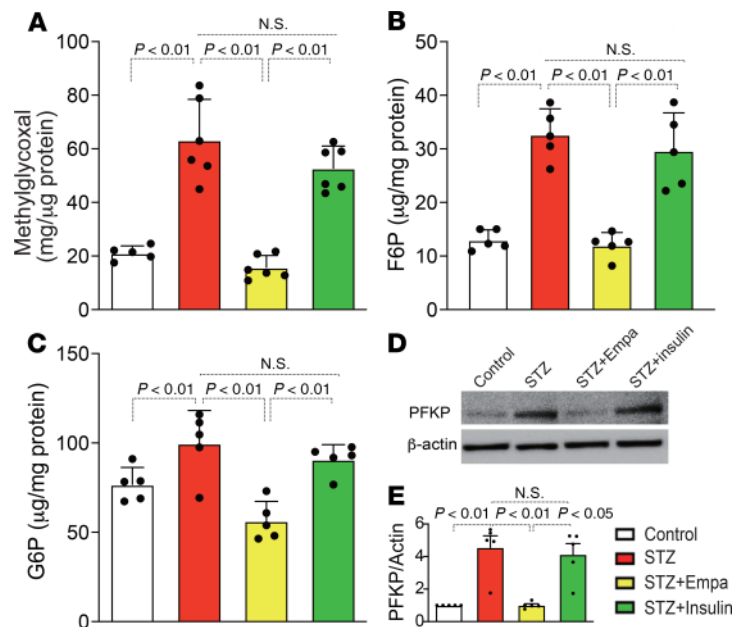 A
N.S.
P < 0.01
P < 0.01
P < 0.01
Methylglycoxal
(mg/μg protein)
100
80
60
40
20
0
B
N.S.
P < 0.01
P < 0.01
P < 0.01
F6P (μg/mg protein)
50
40
30
20
10
0
C
N.S.
P < 0.01
P < 0.01
P < 0.01
G6P (μg/mg protein)
150
100
50
0
D
Control
STZ
STZ+Empa
STZ+insulin
PFKP
β-actin
E
N.S.
P < 0.01
P < 0.01
P < 0.05
PFKP/Actin
6
4
2
0
Control
STZ
STZ+Empa
STZ+Insulin